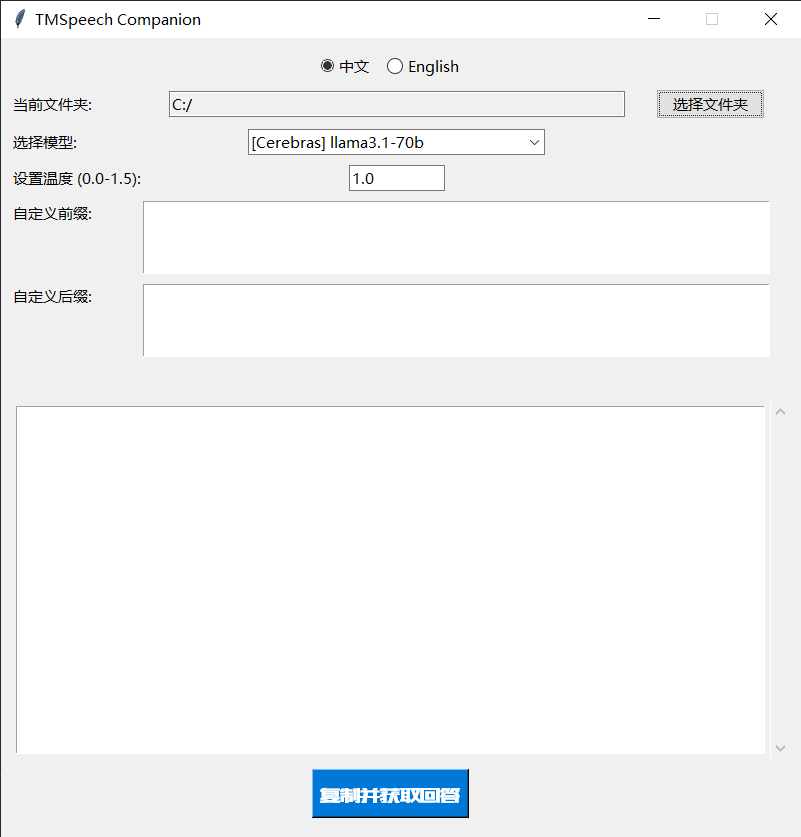 TMSpeech Companion
中文 English
当前文件夹: C:/ 选择文件夹
选择模型: [Cerebras] llama3.1-70b
设置温度 (0.0-1.5): 1.0
自定义前缀:
自定义后缀:
复制并获取回答